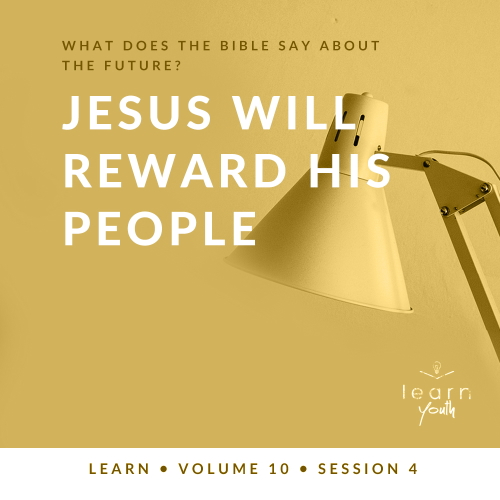 WHAT DOES THE BIBLE SAY ABOUT
THE FUTURE?
JESUS WILL
REWARD HIS
PEOPLE
learn
youth
LEARN • VOLUME 10 • SESSION 4